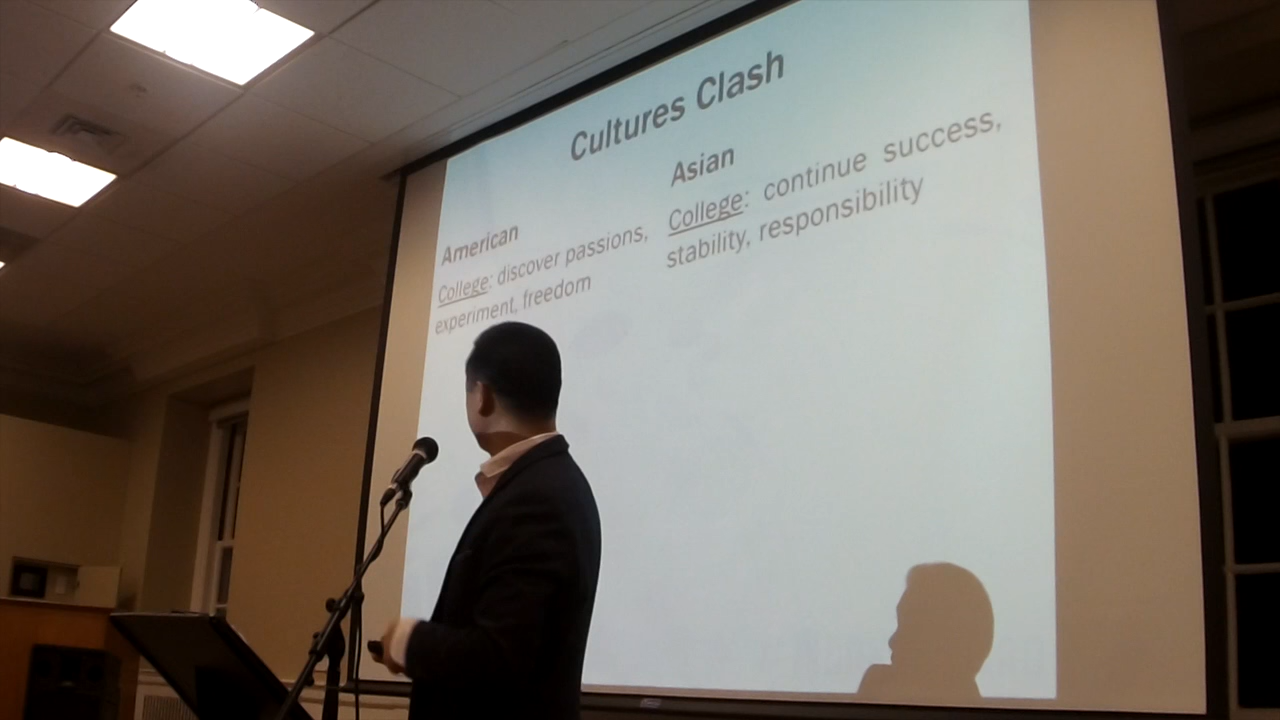 Cultures Clash
American
College: discover passions,
experiment, freedom
Asian
College: continue success,
stability, responsibility